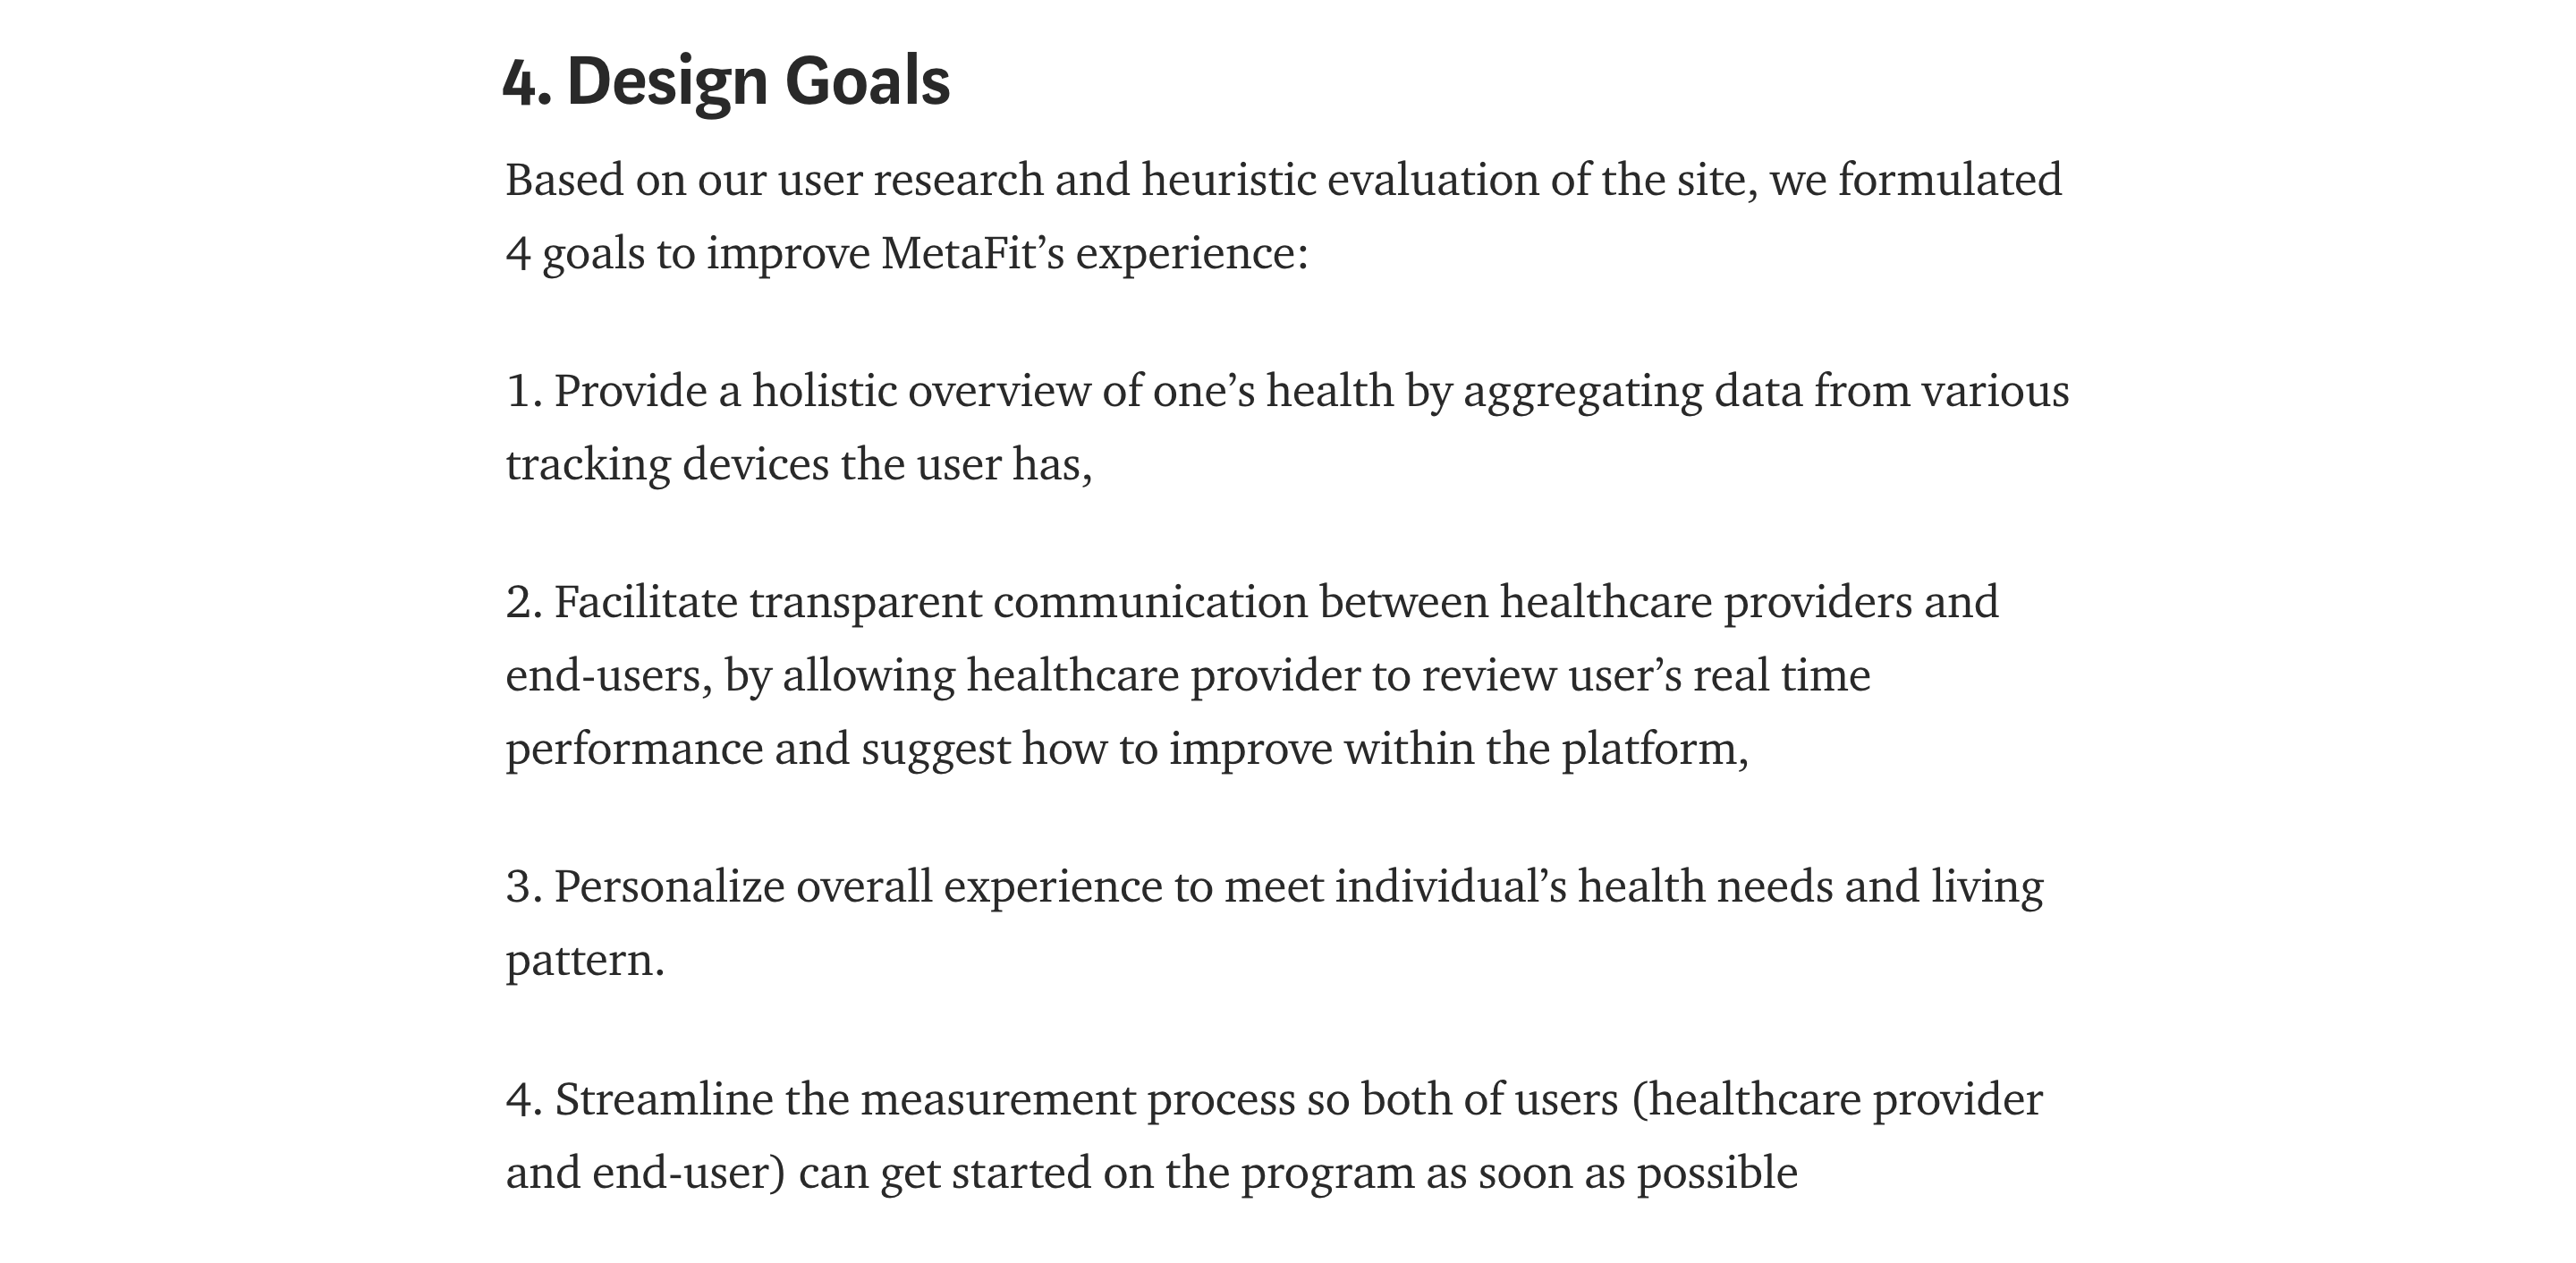 4. Design Goals
Based on our user research and heuristic evaluation of the site, we formulated
4 goals to improve MetaFit’s experience:
1. Provide a holistic overview of one’s health by aggregating data from various
tracking devices the user has,
2. Facilitate transparent communication between healthcare providers and
end-users, by allowing healthcare provider to review user’s real time
performance and suggest how to improve within the platform,
3. Personalize overall experience to meet individual’s health needs and living
pattern.
4. Streamline the measurement process so both of users (healthcare provider
and end-user) can get started on the program as soon as possible